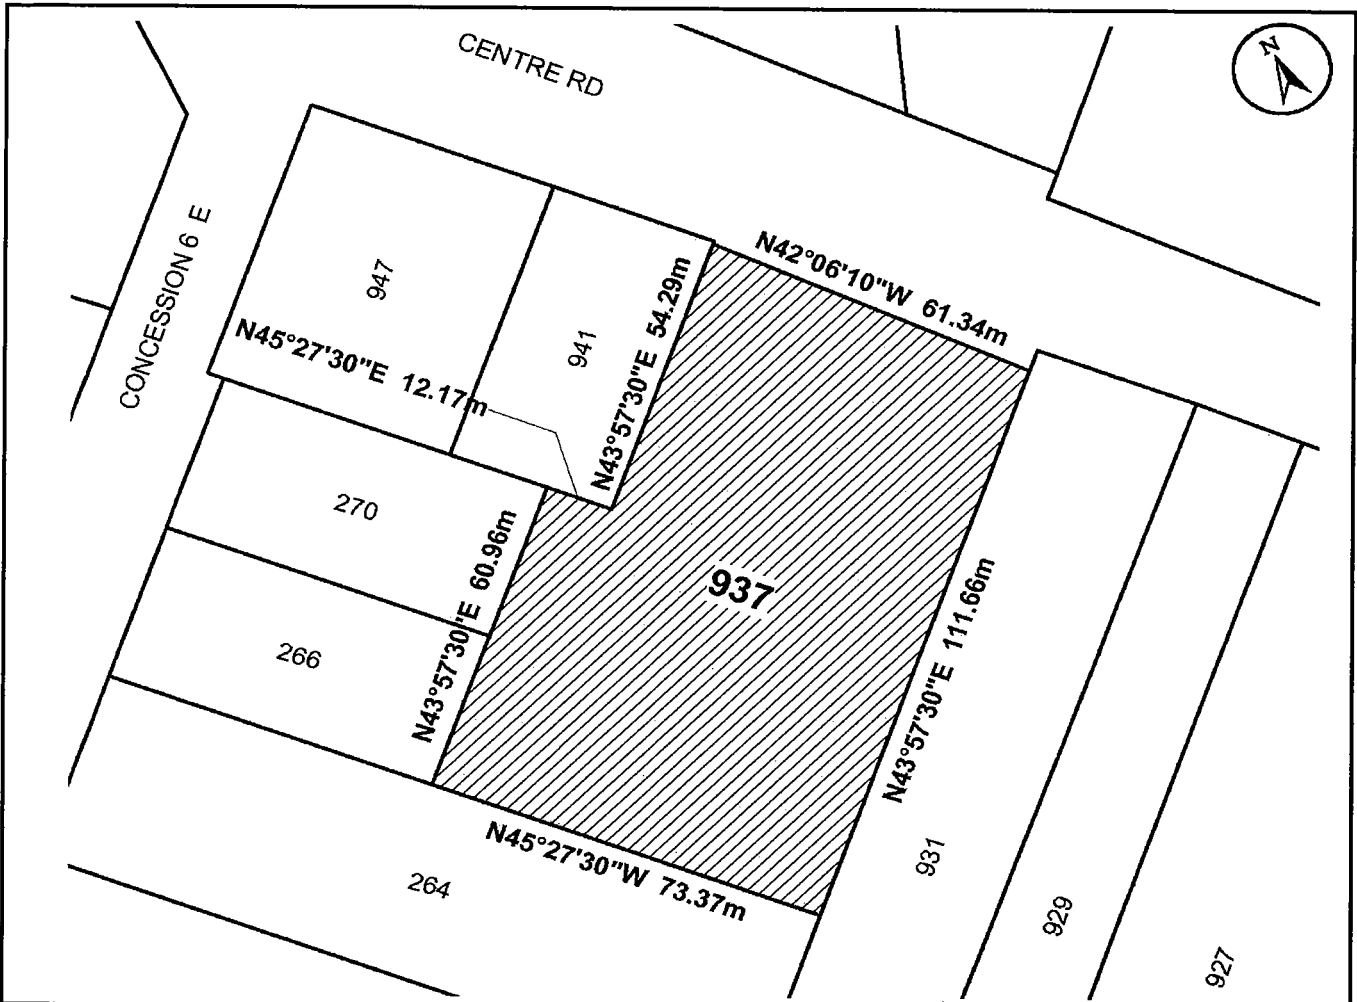 CENTRE RD
N
CONCESSION 6 E
947
941
N42°06'10"W 61.34m
N45°27'30"E 12.17m
N43°57'30"E 54.29m
270
N43°57'30"E 60.96m
937
266
N43°57'30"E 111.66m
N45°27'30"W 73.37m
264
931
929
927